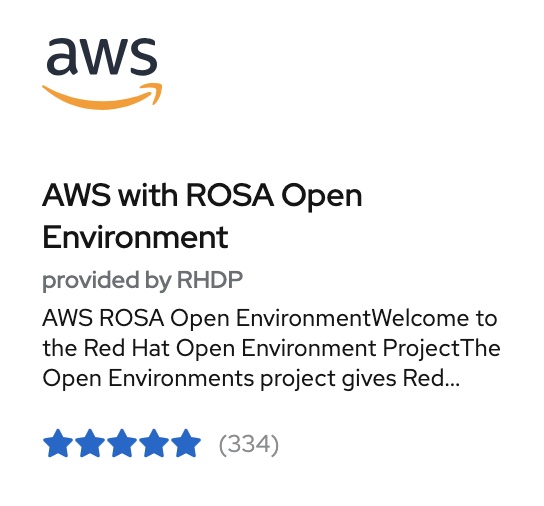 aws
AWS with ROSA Open
Environment
provided by RHDP
AWS ROSA Open EnvironmentWelcome to
the Red Hat Open Environment ProjectThe
Open Environments project gives Red...
(334)